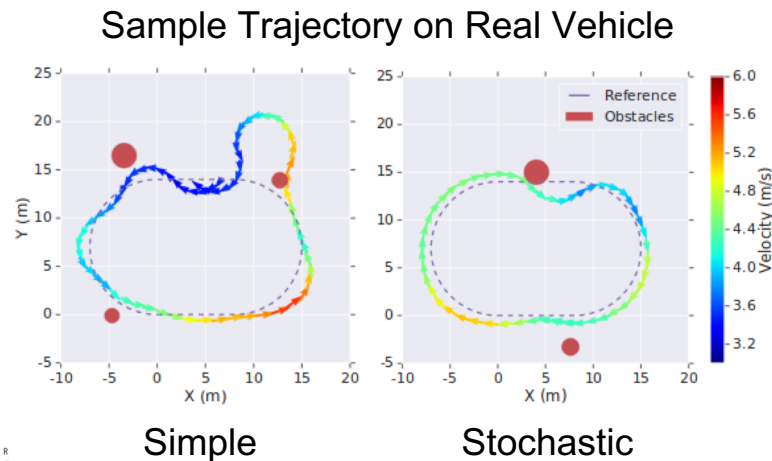 Sample Trajectory on Real Vehicle
25
20
15
10
5
0
-5
Y (m)
-10 -5 0 5 10 15 20
X (m)
25
20
15
10
5
0
-5
Reference
Obstacles
-10 -5 0 5 10 15 20
X (m)
6.0
5.6
5.2
4.8
4.4
4.0
3.6
3.2
Velocity (m/s)
Simple
Stochastic
R